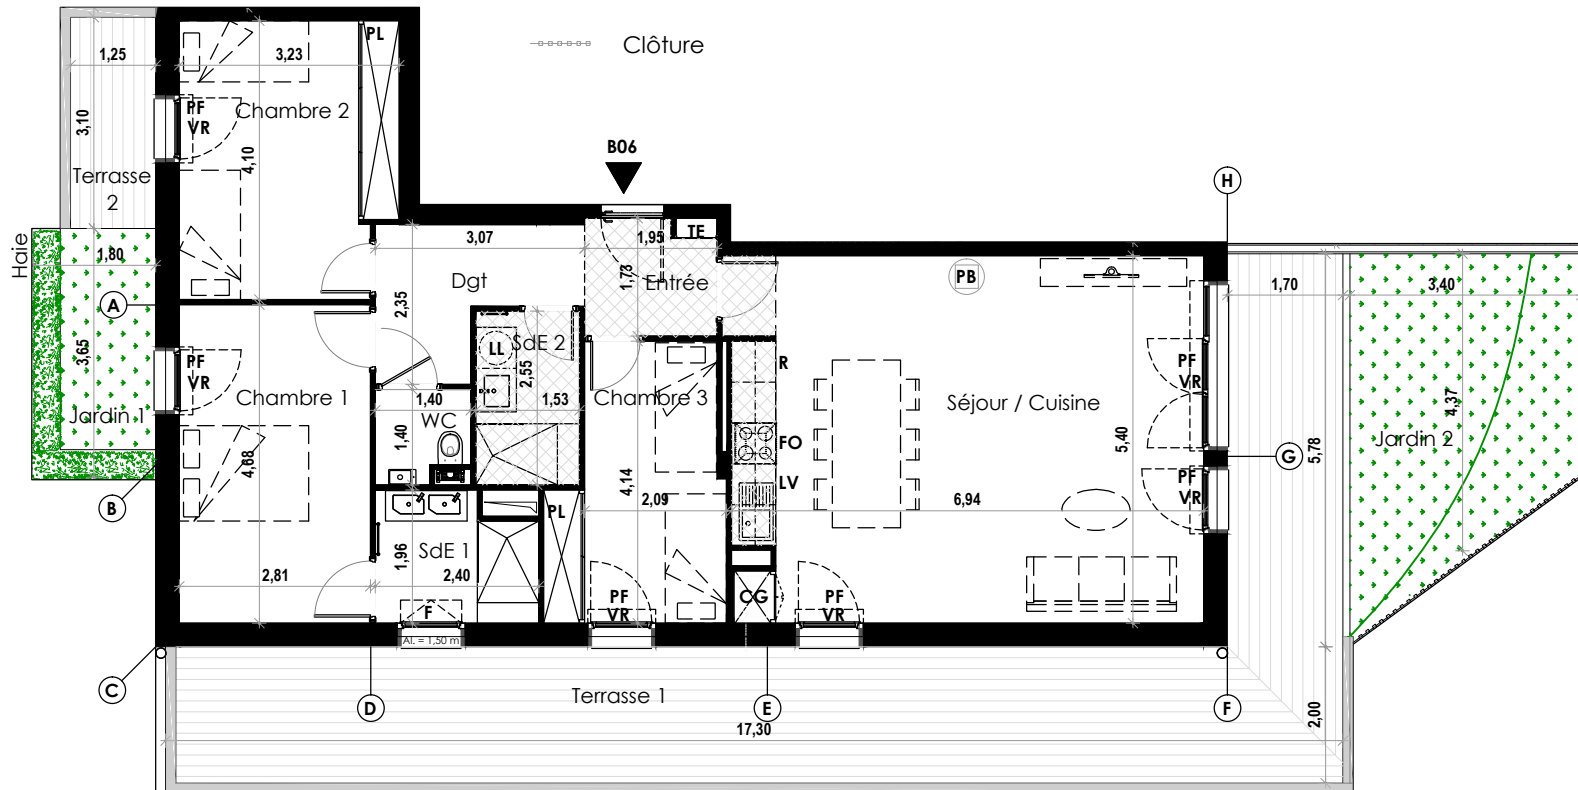 Clôture
PL
1,25
3,23
PF
VR
Chambre 2
3,10
4,10
B06
Terrasse
2
H
Haie
1,80
3,07
1,95
TE
1,73
Dgt
Entrée
PB
1,70
3,40
A
2,35
3,65
LL
SdE 2
2,55
PF
VR
R
PF
VR
Chambre 1
1,40
1,53
Chambre 3
Séjour / Cuisine
Jardin 1
WC
1,40
5,40
4,37
Jardin 2
FO
4,68
4,14
LV
G
5,78
PF
VR
B
PL
2,09
6,94
1,96
SdE 1
2,81
2,40
F
PF
VR
CG
PF
VR
Al. = 1,50 m
C
D
Terrasse 1
E
F
17,30
2,00